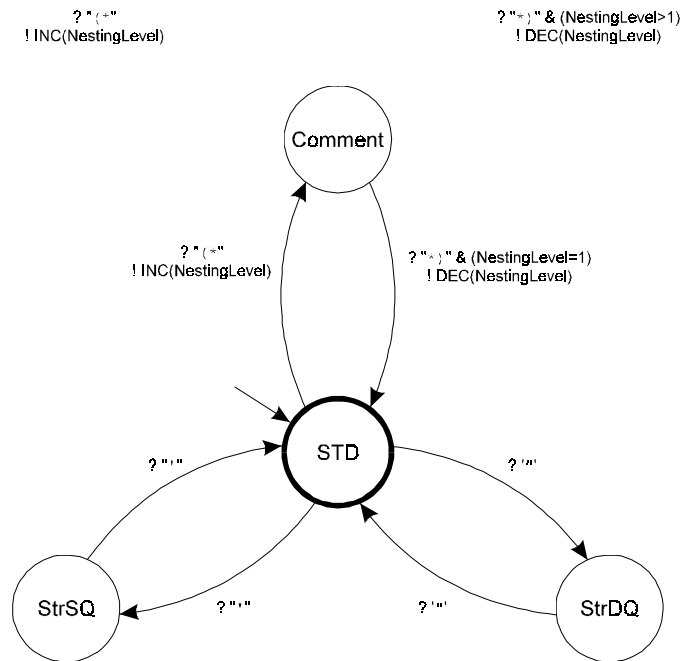 ? "(*"
! INC(NestingLevel)
? "*)" & (NestingLevel>1)
! DEC(NestingLevel)
Comment
? "(*"
! INC(NestingLevel)
? "*)" & (NestingLevel=1)
! DEC(NestingLevel)
STD
? "'"
? '"'
StrSQ
? "'"
? '"'
StrDQ